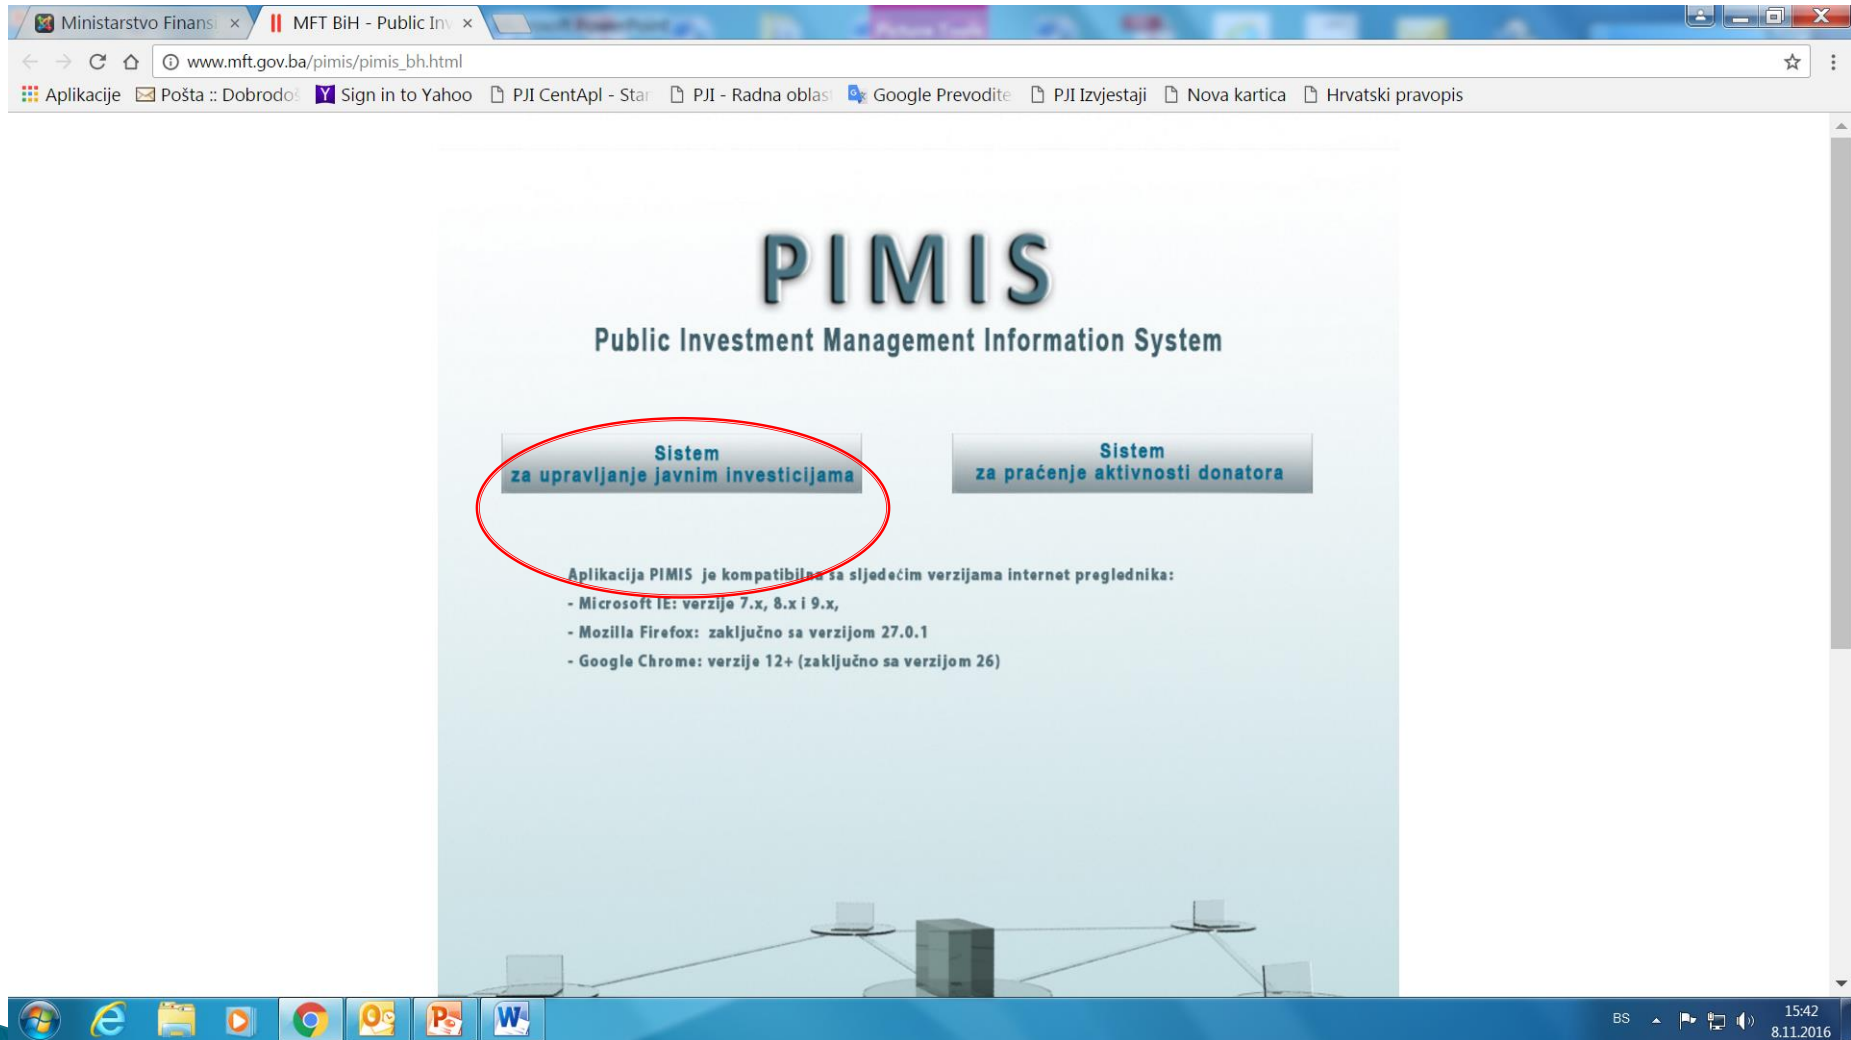 Ministarstvo Finansi
MFT BiH - Public Inv
www.mft.gov.ba/pimis/pimis_bh.html
Aplikacije Pošta :: Dobrodoš Sign in to Yahoo PJI CentApl - Star PJI - Radna oblast Google Prevodite PJI Izvjestaji Nova kartica Hrvatski pravopis
PIMIS
Public Investment Management Information System
Sistem
za upravljanje javnim investicijama
Sistem
za praćenje aktivnosti donatora
Aplikacija PIMIS je kompatibilna sa sljedećim verzijama internet preglednika:
- Microsoft IE: verzije 7.x, 8.x i 9.x,
- Mozilla Firefox: zaključno sa verzijom 27.0.1
- Google Chrome: verzije 12+ (zaključno sa verzijom 26)
BS
15:42
8.11.2016